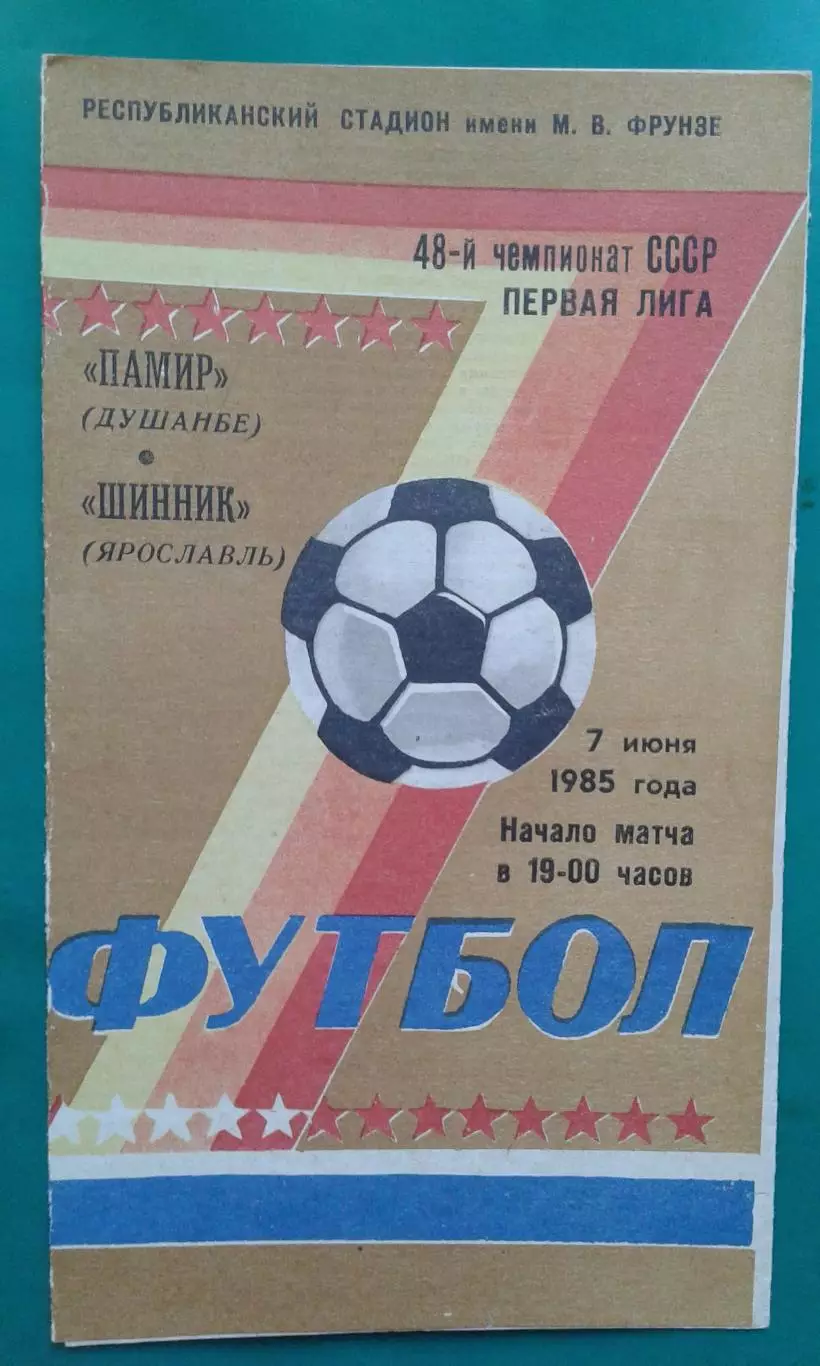 РЕСПУБЛИКАНСКИЙ СТАДИОН имени М. В. ФРУНЗЕ
48-й чемпионат СССР
ПЕРВАЯ ЛИГА
«ПАМИР»
(ДУШАНБЕ)
•
«ШИННИК»
(ЯРОСЛАВЛЬ)
7 июня
1985 года
Начало матча
в 19-00 часов
ФУТБОЛ